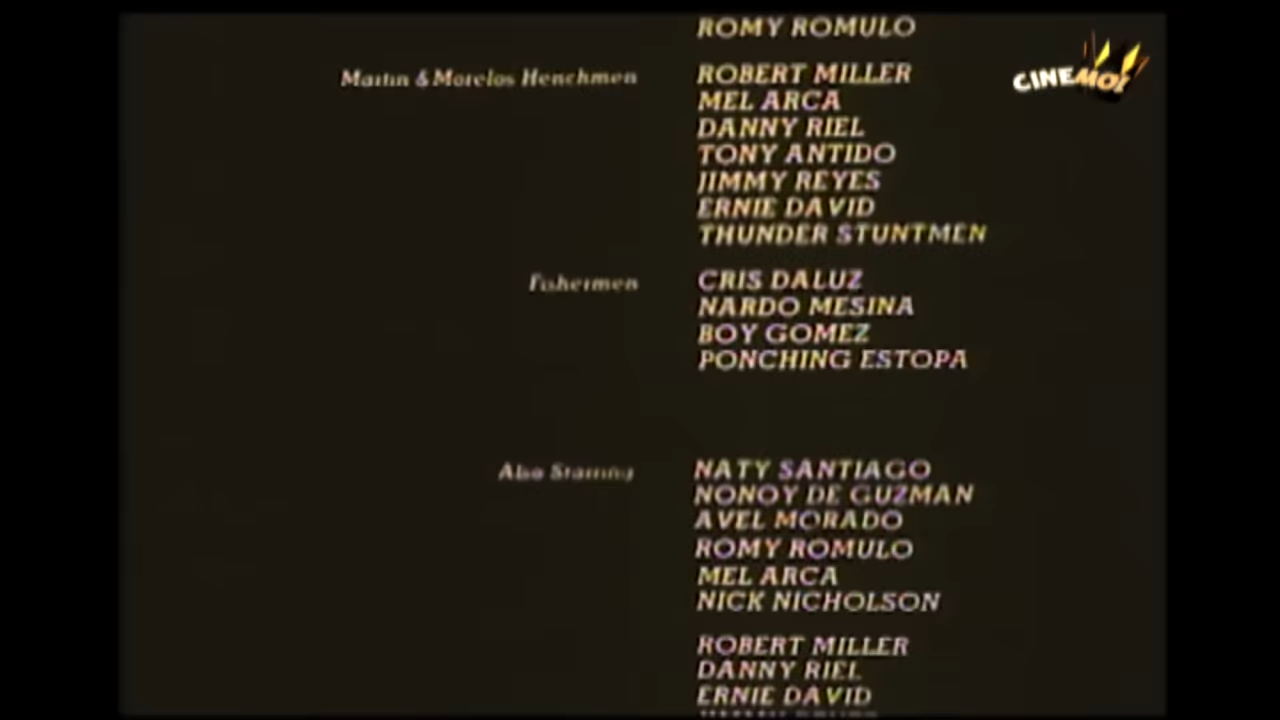 ROMY ROMULO
CINEMO!
Martin & Morelos Henchmen ROBERT MILLER
MEL ARCA
DANNY RIEL
TONY ANTIDO
JIMMY REYES
ERNIE DAVID
THUNDER STUNTMEN
Fishermen CRIS DALUZ
NARDO MESINA
BOY GOMEZ
PONCHING ESTOPA
Also Starring NATY SANTIAGO
NONOY DE GUZMAN
AVEL MORADO
ROMY ROMULO
MEL ARCA
NICK NICHOLSON
ROBERT MILLER
DANNY RIEL
ERNIE DAVID